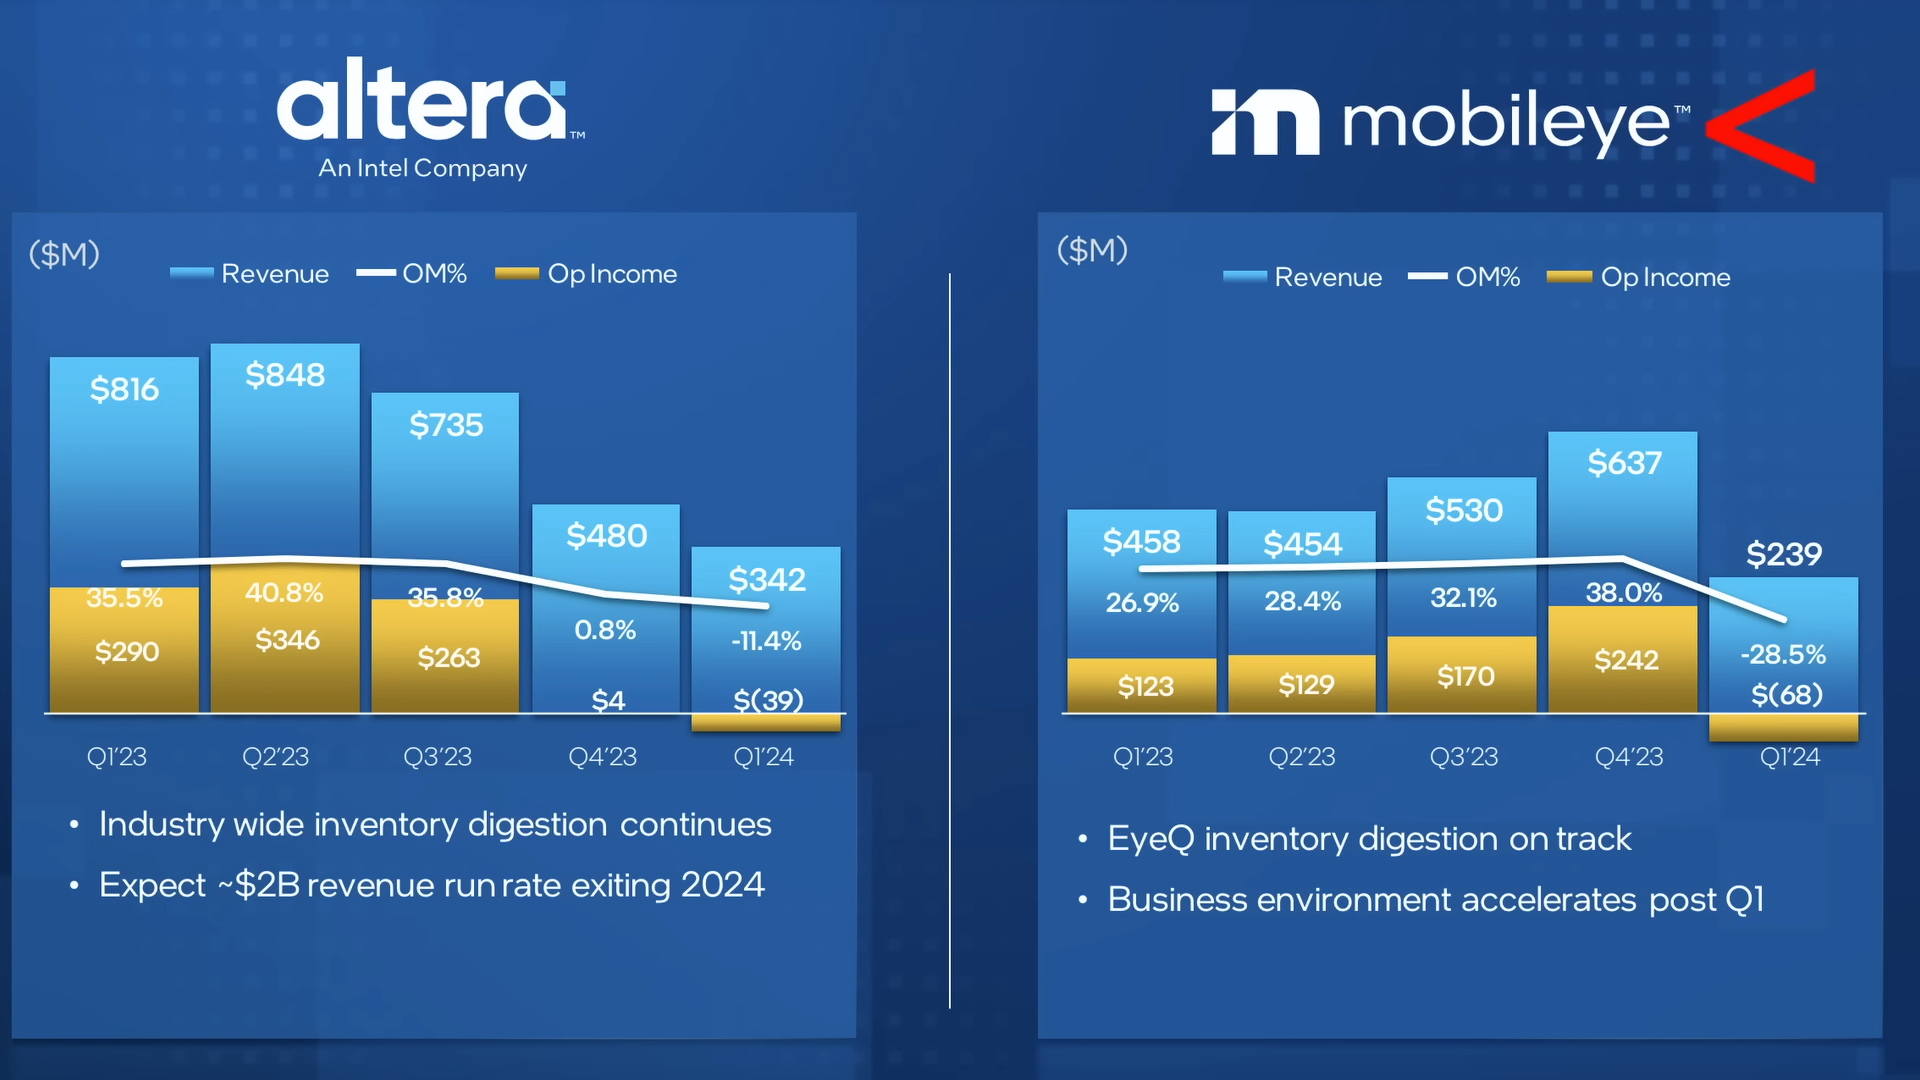 altera™
An Intel Company
($M)
Revenue OM% Op Income
$816 $848 $735 $480 $342
35.5% 40.8% 35.8% 0.8% -11.4%
$290 $346 $263 $4 $(39)
Q1'23 Q2'23 Q3'23 Q4'23 Q1'24
• Industry wide inventory digestion continues
• Expect ~$2B revenue run rate exiting 2024
mobileye™
($M)
Revenue OM% Op Income
$458 $454 $530 $637 $239
26.9% 28.4% 32.1% 38.0% -28.5%
$123 $129 $170 $242 $(68)
Q1'23 Q2'23 Q3'23 Q4'23 Q1'24
• EyeQ inventory digestion on track
• Business environment accelerates post Q1